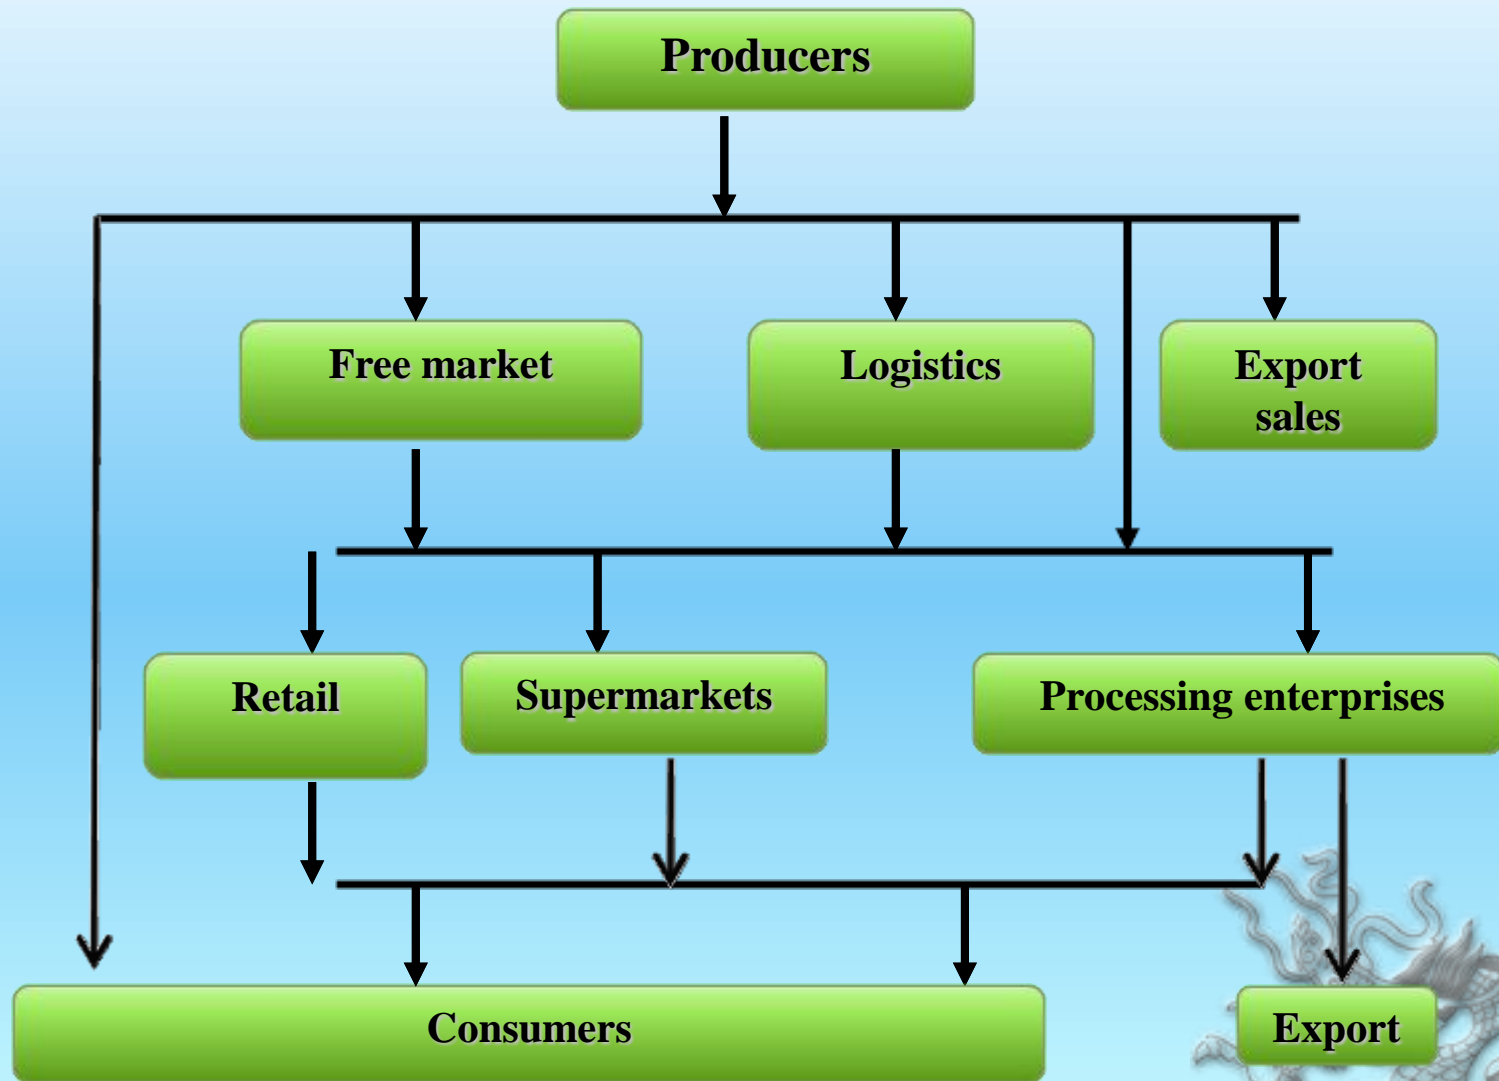 Producers
Free market
Logistics
Export
sales
Retail
Supermarkets
Processing enterprises
Consumers
Export